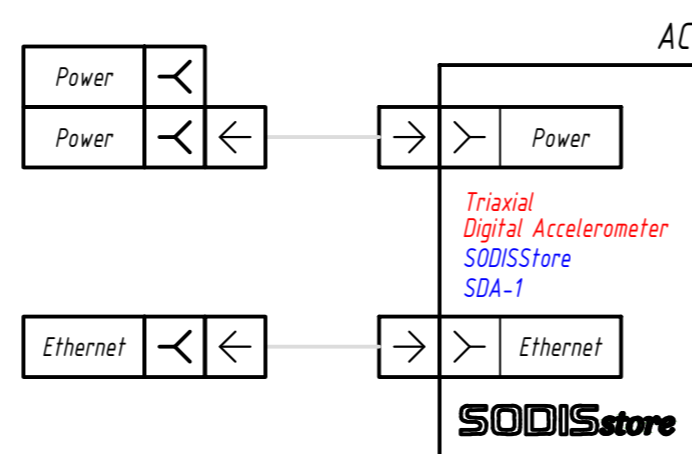 AC
Power
Power
Power
Triaxial
Digital Accelerometer
SODISStore
SDA-1
Ethernet
Ethernet
SODISstore